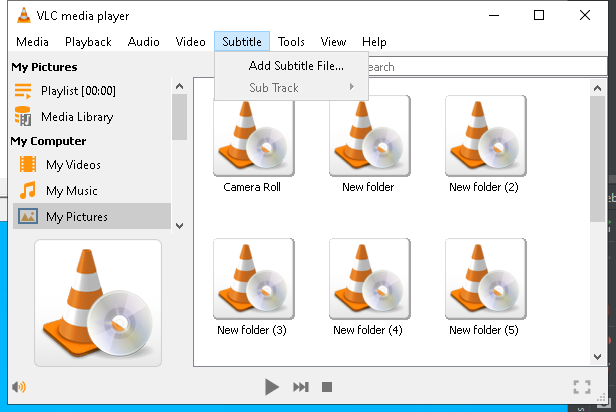 VLC media player
Media Playback Audio Video Subtitle Tools View Help
Add Subtitle File...
Sub Track
My Pictures
Playlist [00:00]
Media Library
My Computer
My Videos
My Music
My Pictures
Camera Roll
New folder
New folder (2)
New folder (3)
New folder (4)
New folder (5)